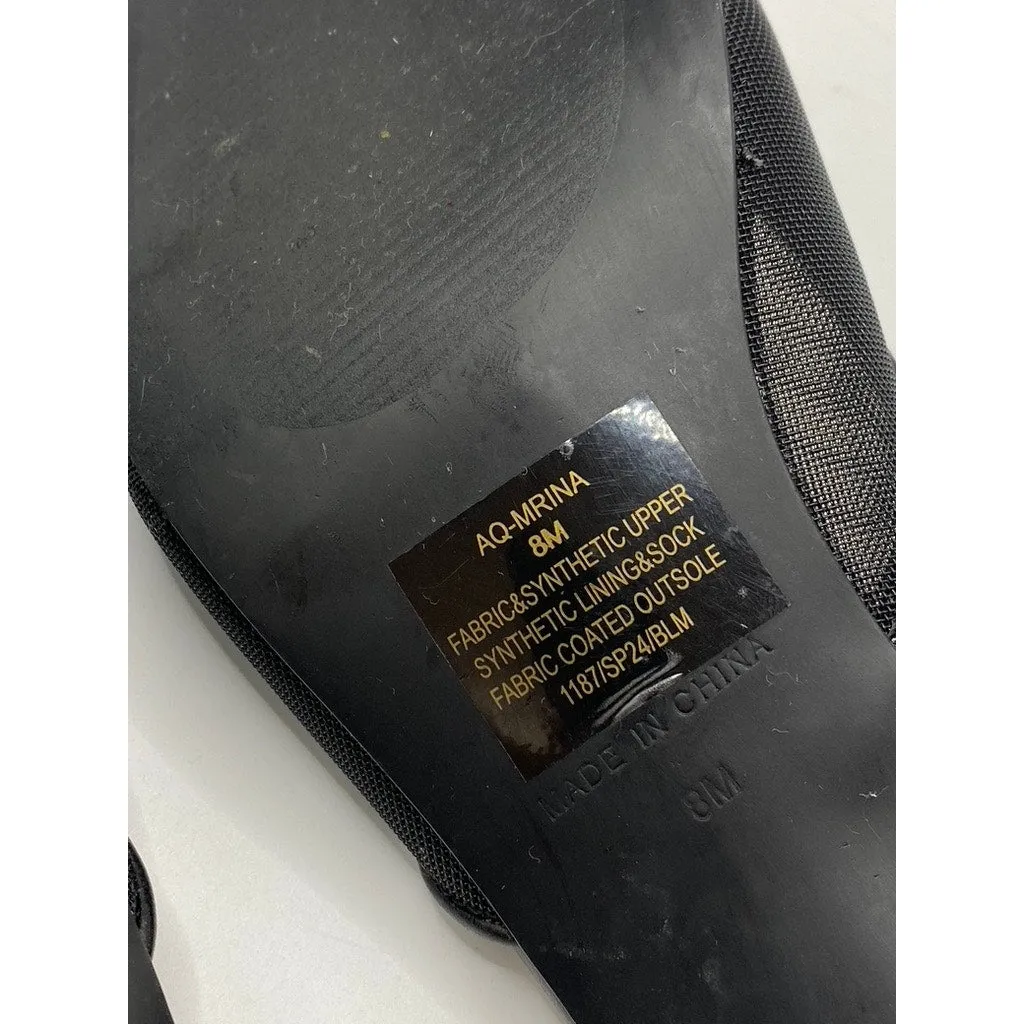 AQ-MRINA
8M
FABRIC&SYNTHETIC UPPER
SYNTHETIC LINING&SOCK
FABRIC COATED OUTSOLE
1187/SP24/BLM
MADE IN CHINA
8M